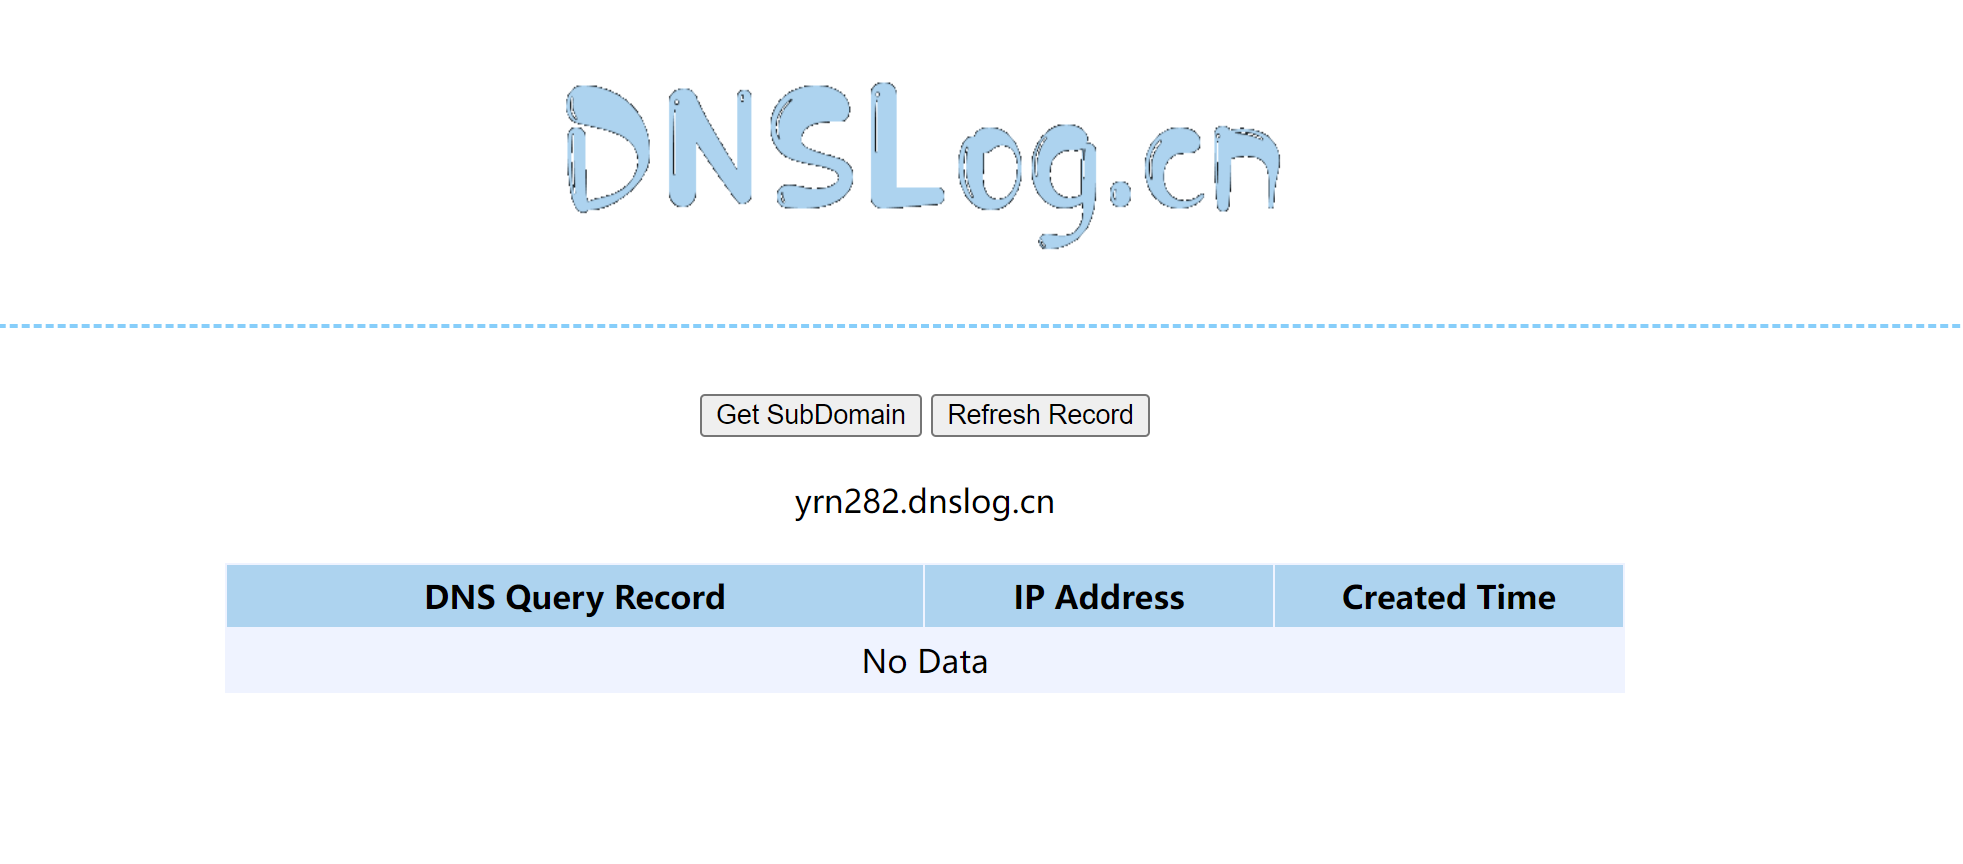 DNSLog.cn
Get SubDomain Refresh Record
yrn282.dnslog.cn
DNS Query Record IP Address Created Time
No Data